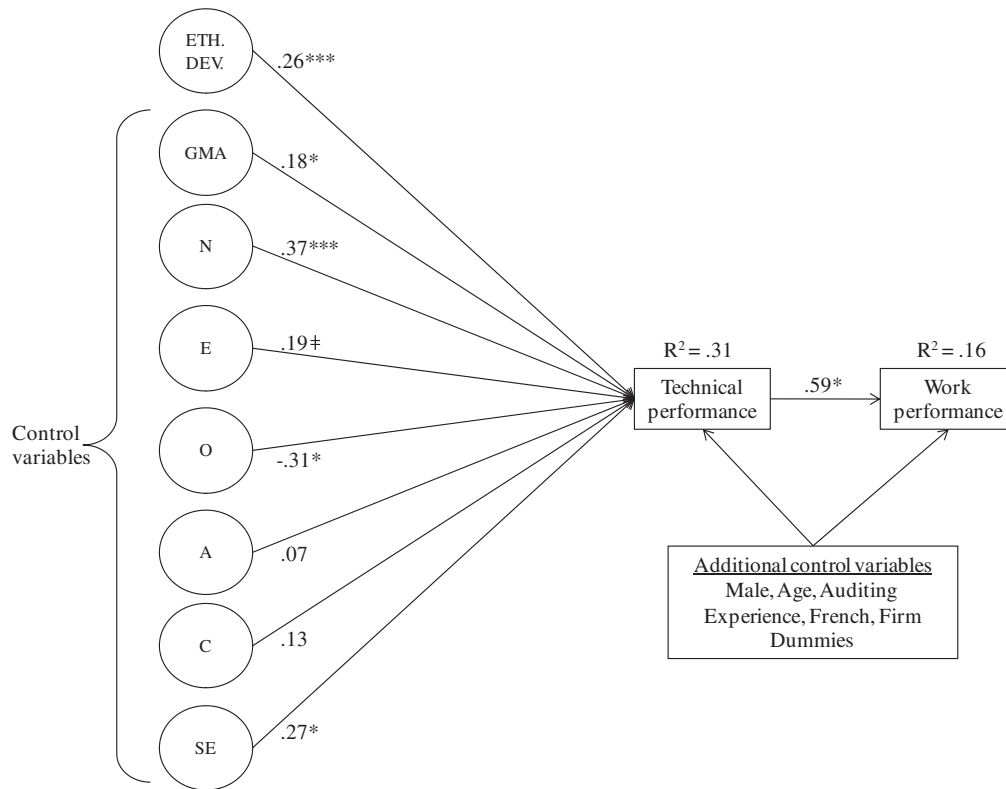 ETH.
DEV.
.26***
GMA
.18*
N
.37***
E
.19ǂ
O
-.31*
A
.07
C
.13
SE
.27*
Control
variables
R² = .31
Technical
performance
.59*
R² = .16
Work
performance
Additional control variables
Male, Age, Auditing
Experience, French, Firm
Dummies